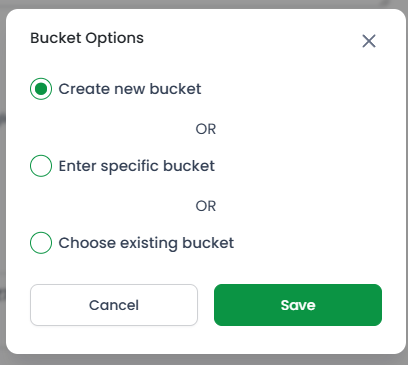 Bucket Options
Create new bucket
OR
Enter specific bucket
OR
Choose existing bucket
Cancel Save